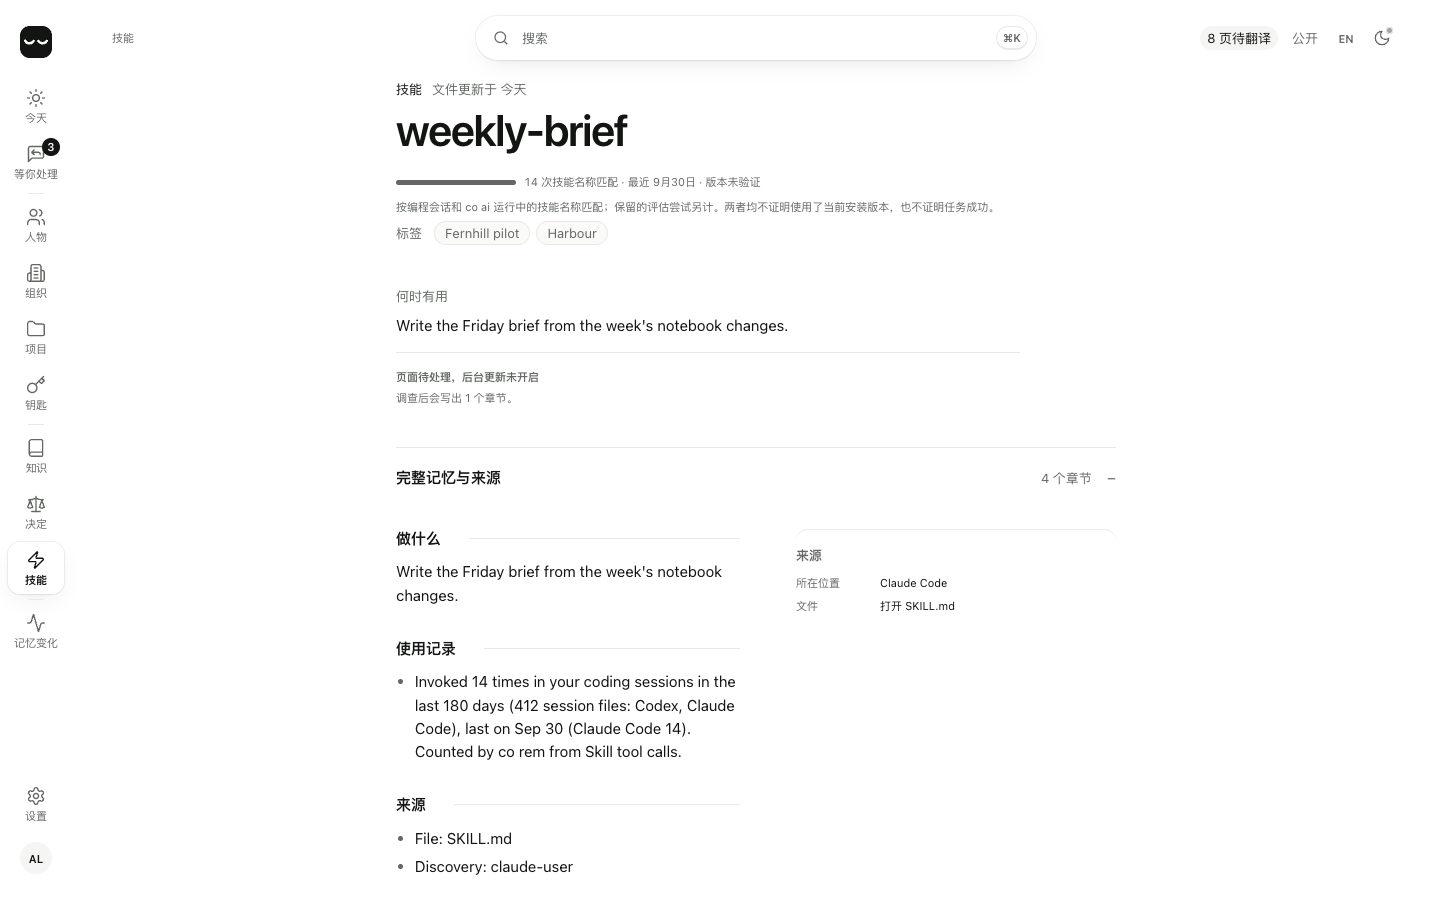 技能
搜索
⌘K
8 页待翻译
公开
EN
今天
3
等你处理
人物
组织
项目
钥匙
知识
决定
技能
记忆变化
设置
AL
技能 文件更新于 今天
weekly-brief
14 次技能名称匹配 · 最近 9月30日 · 版本未验证
按编程会话和 co ai 运行中的技能名称匹配；保留的评估尝试另计。两者均不证明使用了当前安装版本，也不证明任务成功。
标签 Fernhill pilot Harbour
何时有用
Write the Friday brief from the week's notebook changes.
页面待处理，后台更新未开启
调查后会写出 1 个章节。
完整记忆与来源
4 个章节 −
做什么
Write the Friday brief from the week's notebook
changes.
使用记录
• Invoked 14 times in your coding sessions in the
last 180 days (412 session files: Codex, Claude
Code), last on Sep 30 (Claude Code 14).
Counted by co rem from Skill tool calls.
来源
• File: SKILL.md
• Discovery: claude-user
来源
所在位置 Claude Code
文件 打开 SKILL.md